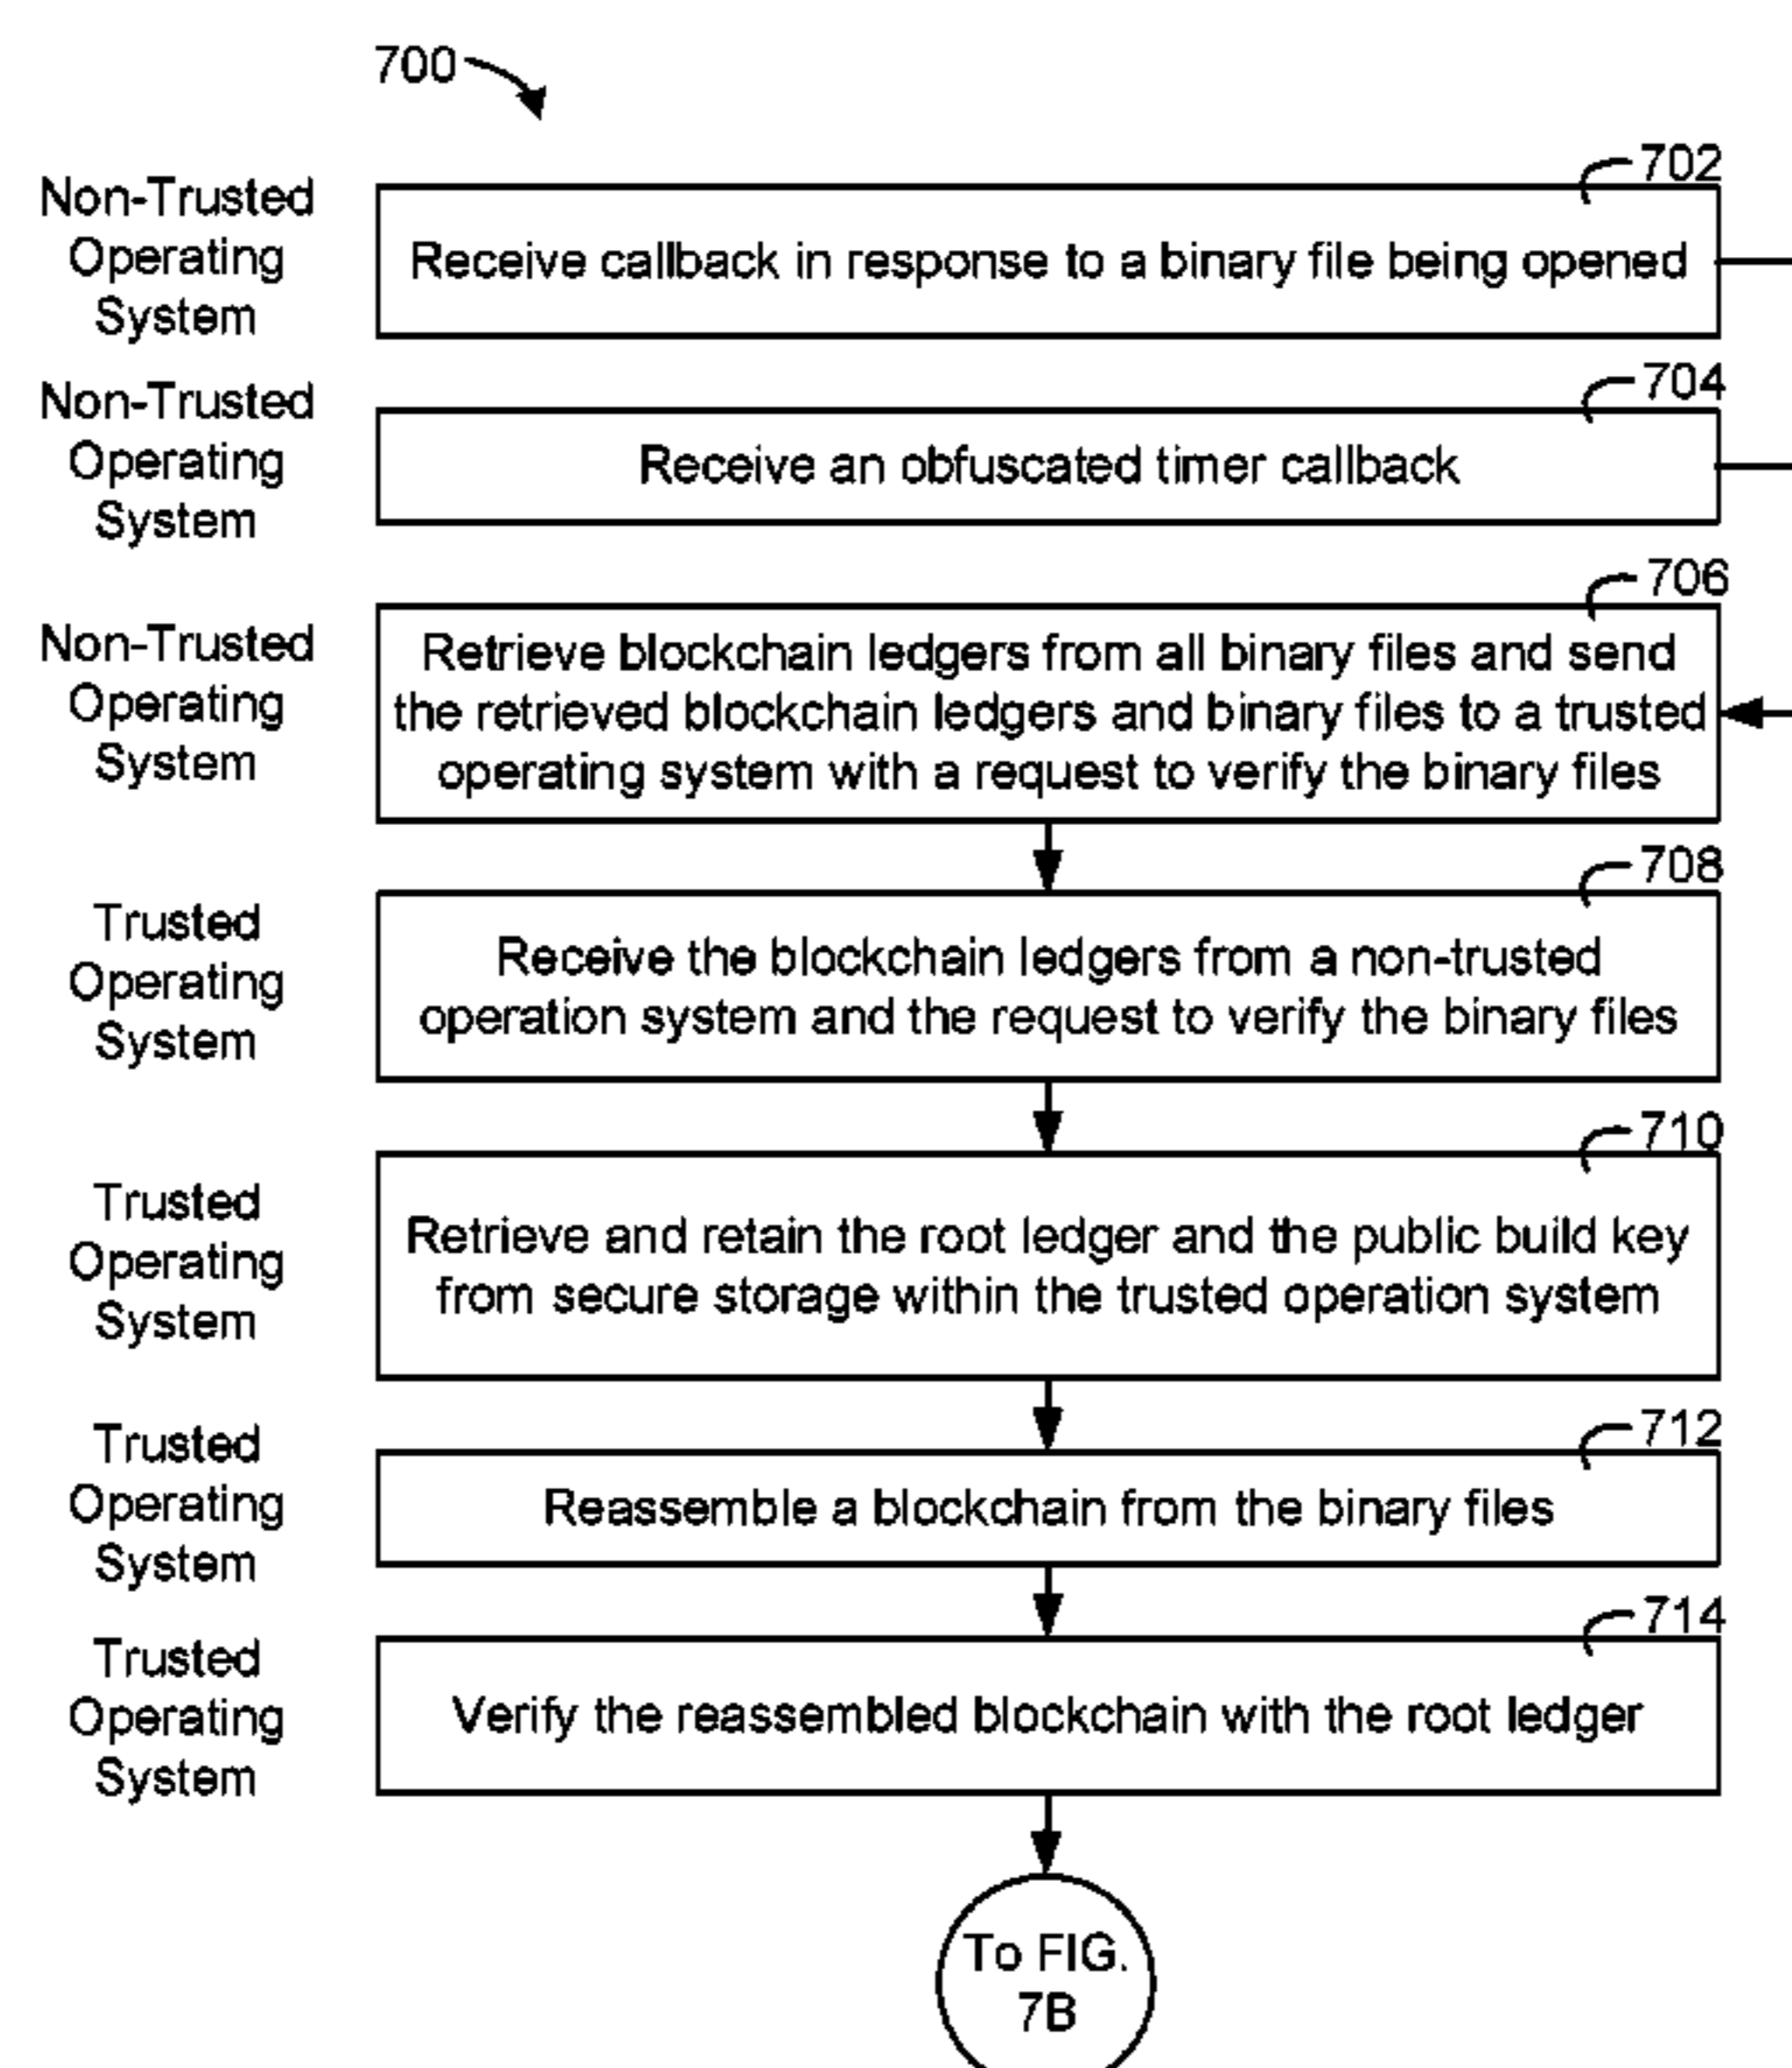 700
702
Non-Trusted
Operating
System
Receive callback in response to a binary file being opened
704
Non-Trusted
Operating
System
Receive an obfuscated timer callback
706
Non-Trusted
Operating
System
Retrieve blockchain ledgers from all binary files and send
the retrieved blockchain ledgers and binary files to a trusted
operating system with a request to verify the binary files
708
Trusted
Operating
System
Receive the blockchain ledgers from a non-trusted
operation system and the request to verify the binary files
710
Trusted
Operating
System
Retrieve and retain the root ledger and the public build key
from secure storage within the trusted operation system
712
Trusted
Operating
System
Reassemble a blockchain from the binary files
714
Trusted
Operating
System
Verify the reassembled blockchain with the root ledger
To FIG.
7B